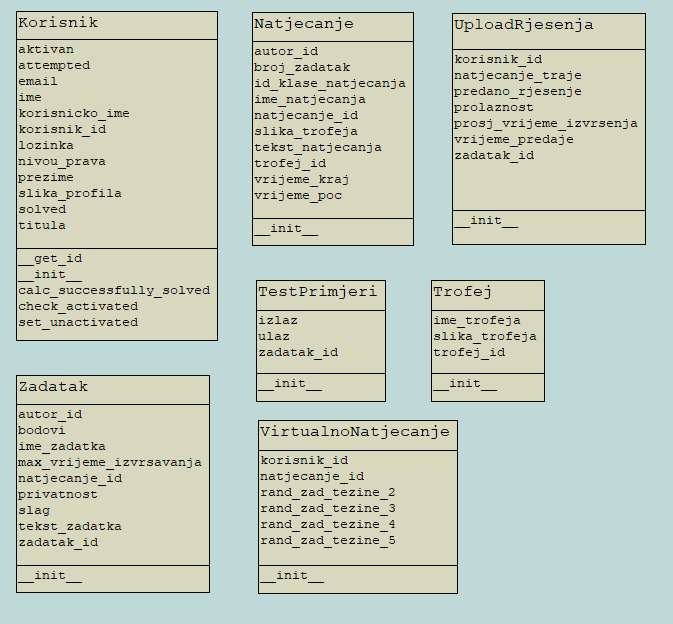 Korisnik
aktivan
attempted
email
ime
korisnicko_ime
korisnik_id
lozinka
nivou_prava
prezime
slika_profila
solved
titula
__get_id
__init__
calc_successfully_solved
check_activated
set_unactivated
Natjecanje
autor_id
broj_zadatak
id_klase_natjecanja
ime_natjecanja
natjecanje_id
slika_trofeja
tekst_natjecanja
trofej_id
vrijeme_kraj
vrijeme_poc
__init__
UploadRjesenja
korisnik_id
natjecanje_traje
predano_rjesenje
prolaznost
prosj_vrijeme_izvrsenja
vrijeme_predaje
zadatak_id
__init__
TestPrimjeri
izlaz
ulaz
zadatak_id
__init__
Trofej
ime_trofeja
slika_trofeja
trofej_id
__init__
Zadatak
autor_id
bodovi
ime_zadatka
max_vrijeme_izvrsavanja
natjecanje_id
privatnost
slag
tekst_zadatka
zadatak_id
__init__
VirtualnoNatjecanje
korisnik_id
natjecanje_id
rand_zad_tezine_2
rand_zad_tezine_3
rand_zad_tezine_4
rand_zad_tezine_5
__init__